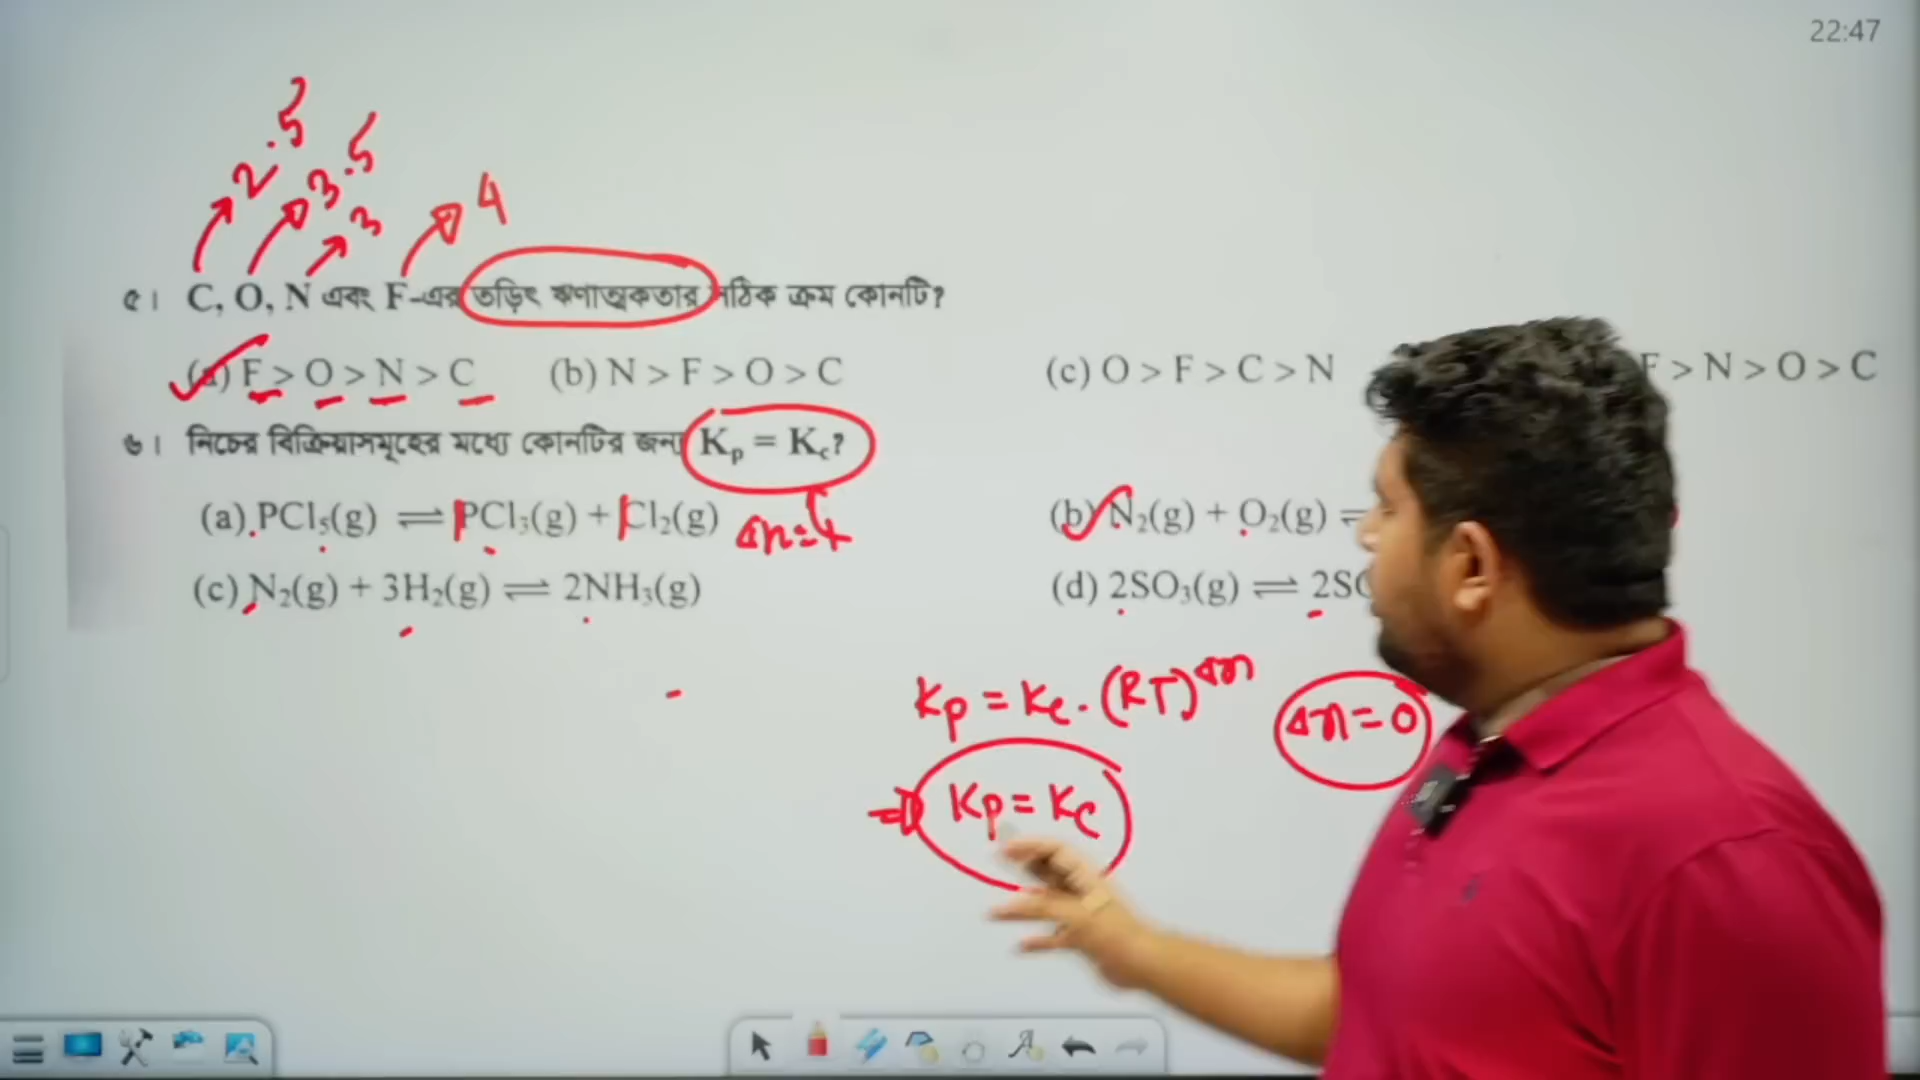 22:47
2.5 3.5 3 4
৫। C, O, N এবং F-এর তড়িৎ ঋণাত্মকতার সঠিক ক্রম কোনটি?
(a) F > O > N > C (b) N > F > O > C (c) O > F > C > N F > N > O > C
৬। নিচের বিক্রিয়াসমূহের মধ্যে কোনটির জন্য Kp = Kc?
(a) PCl₅(g) ⇌ PCl₃(g) + Cl₂(g) Δn = + (b) N₂(g) + O₂(g) ⇌
(c) N₂(g) + 3H₂(g) ⇌ 2NH₃(g) (d) 2SO₃(g) ⇌ 2SO
Kp = Kc · (RT)^Δn Δn = 0
⇒ Kp = Kc